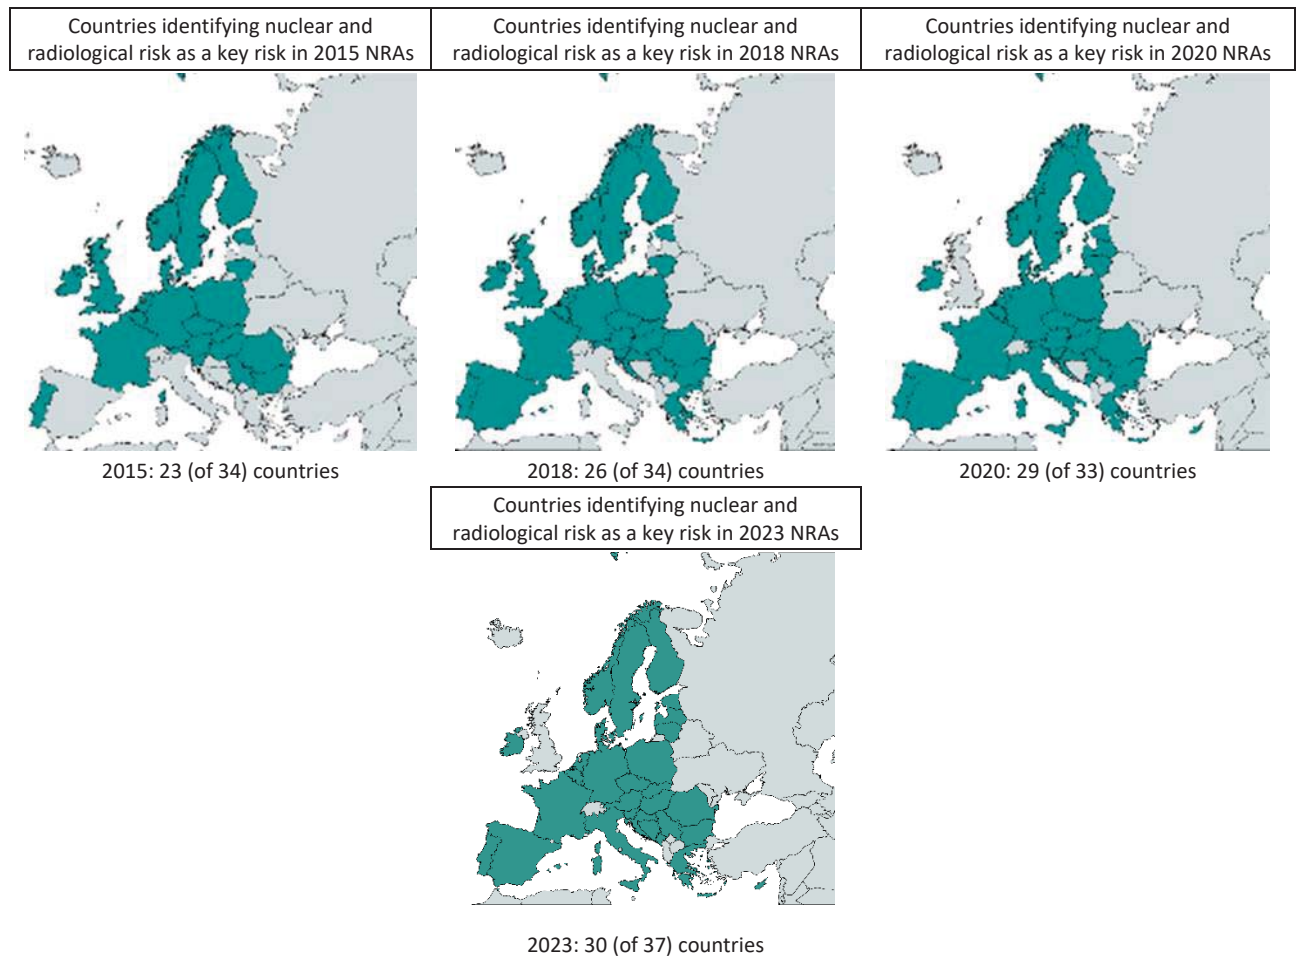 Countries identifying nuclear and
radiological risk as a key risk in 2015 NRAs
Countries identifying nuclear and
radiological risk as a key risk in 2018 NRAs
Countries identifying nuclear and
radiological risk as a key risk in 2020 NRAs
2015: 23 (of 34) countries
2018: 26 (of 34) countries
2020: 29 (of 33) countries
Countries identifying nuclear and
radiological risk as a key risk in 2023 NRAs
2023: 30 (of 37) countries